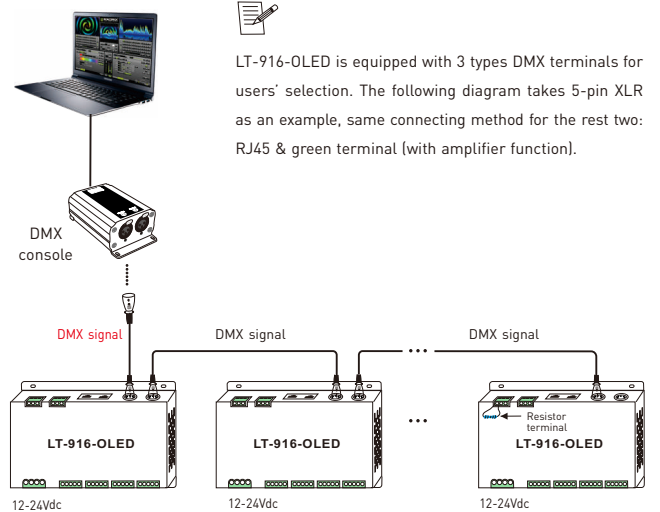 LT-916-OLED is equipped with 3 types DMX terminals for
users’ selection. The following diagram takes 5-pin XLR
as an example, same connecting method for the rest two:
RJ45 & green terminal (with amplifier function).
DMX
console
DMX signal
DMX signal
DMX signal
Resistor
terminal
LT-916-OLED
LT-916-OLED
LT-916-OLED
12-24Vdc
12-24Vdc
12-24Vdc